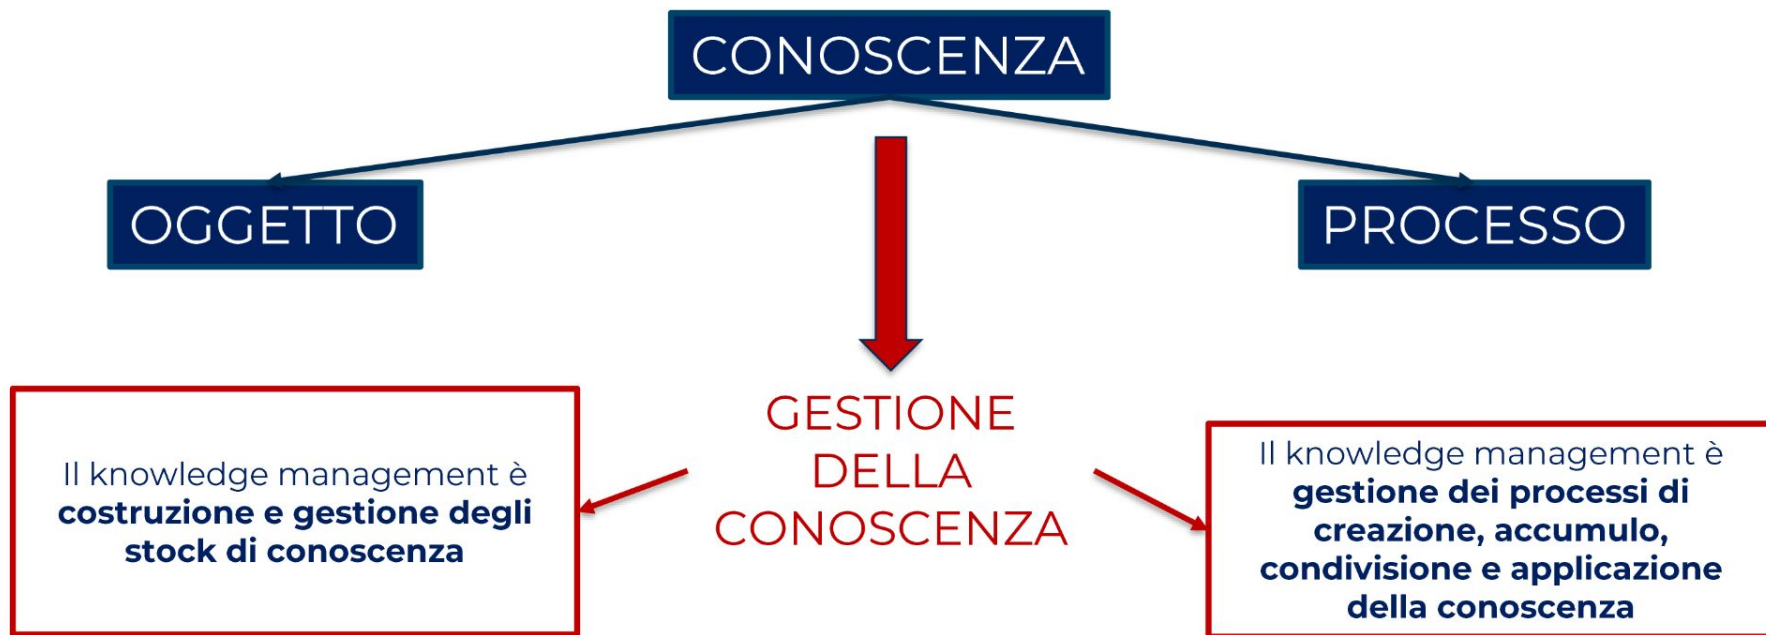 CONOSCENZA
OGGETTO
PROCESSO
GESTIONE
DELLA
CONOSCENZA
Il knowledge management è
costruzione e gestione degli
stock di conoscenza
Il knowledge management è
gestione dei processi di
creazione, accumulo,
condivisione e applicazione
della conoscenza